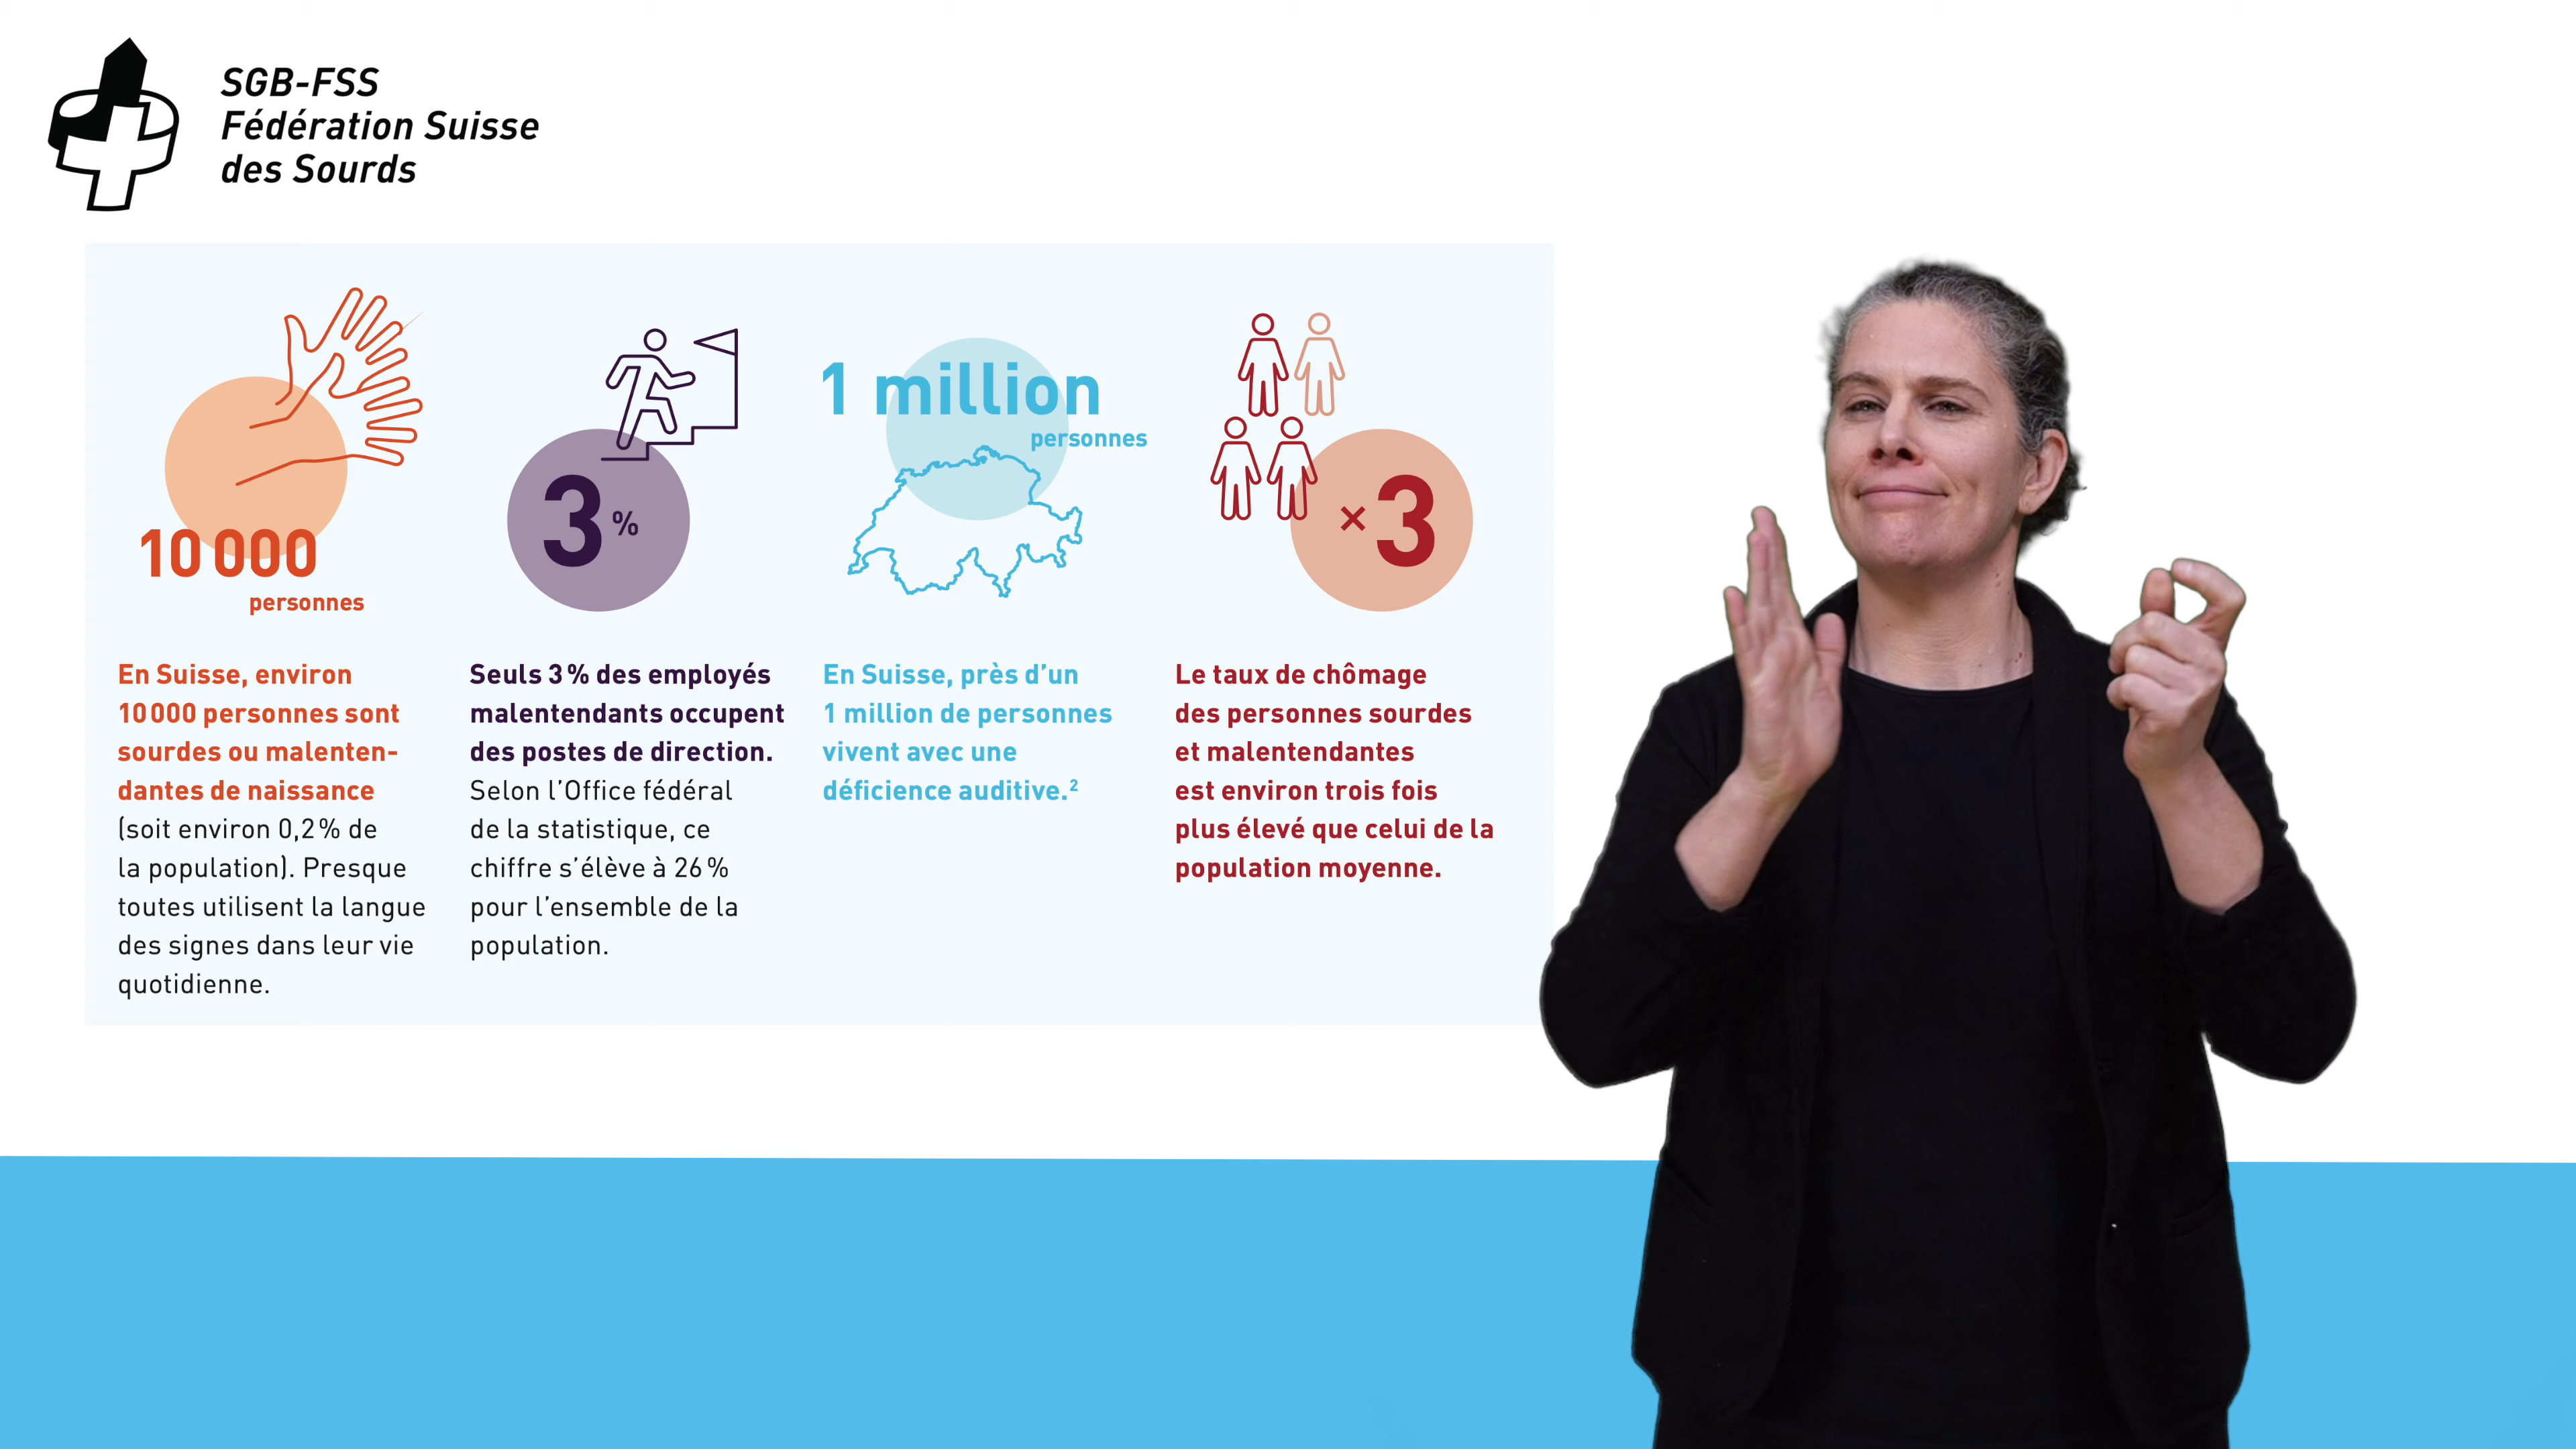 SGB-FSS
Fédération Suisse
des Sourds
10 000
personnes
En Suisse, environ
10 000 personnes sont
sourdes ou malenten-
dantes de naissance
(soit environ 0,2 % de
la population). Presque
toutes utilisent la langue
des signes dans leur vie
quotidienne.
3 %
Seuls 3 % des employés
malentendants occupent
des postes de direction.
Selon l’Office fédéral
de la statistique, ce
chiffre s’élève à 26 %
pour l’ensemble de la
population.
1 million
personnes
En Suisse, près d’un
1 million de personnes
vivent avec une
déficience auditive.²
×3
Le taux de chômage
des personnes sourdes
et malentendantes
est environ trois fois
plus élevé que celui de la
population moyenne.